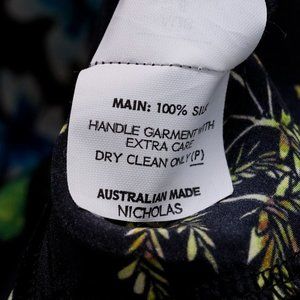 MAIN: 100% SILK
HANDLE GARMENT WITH
EXTRA CARE
DRY CLEAN ONLY (P)
AUSTRALIAN MADE
NICHOLAS